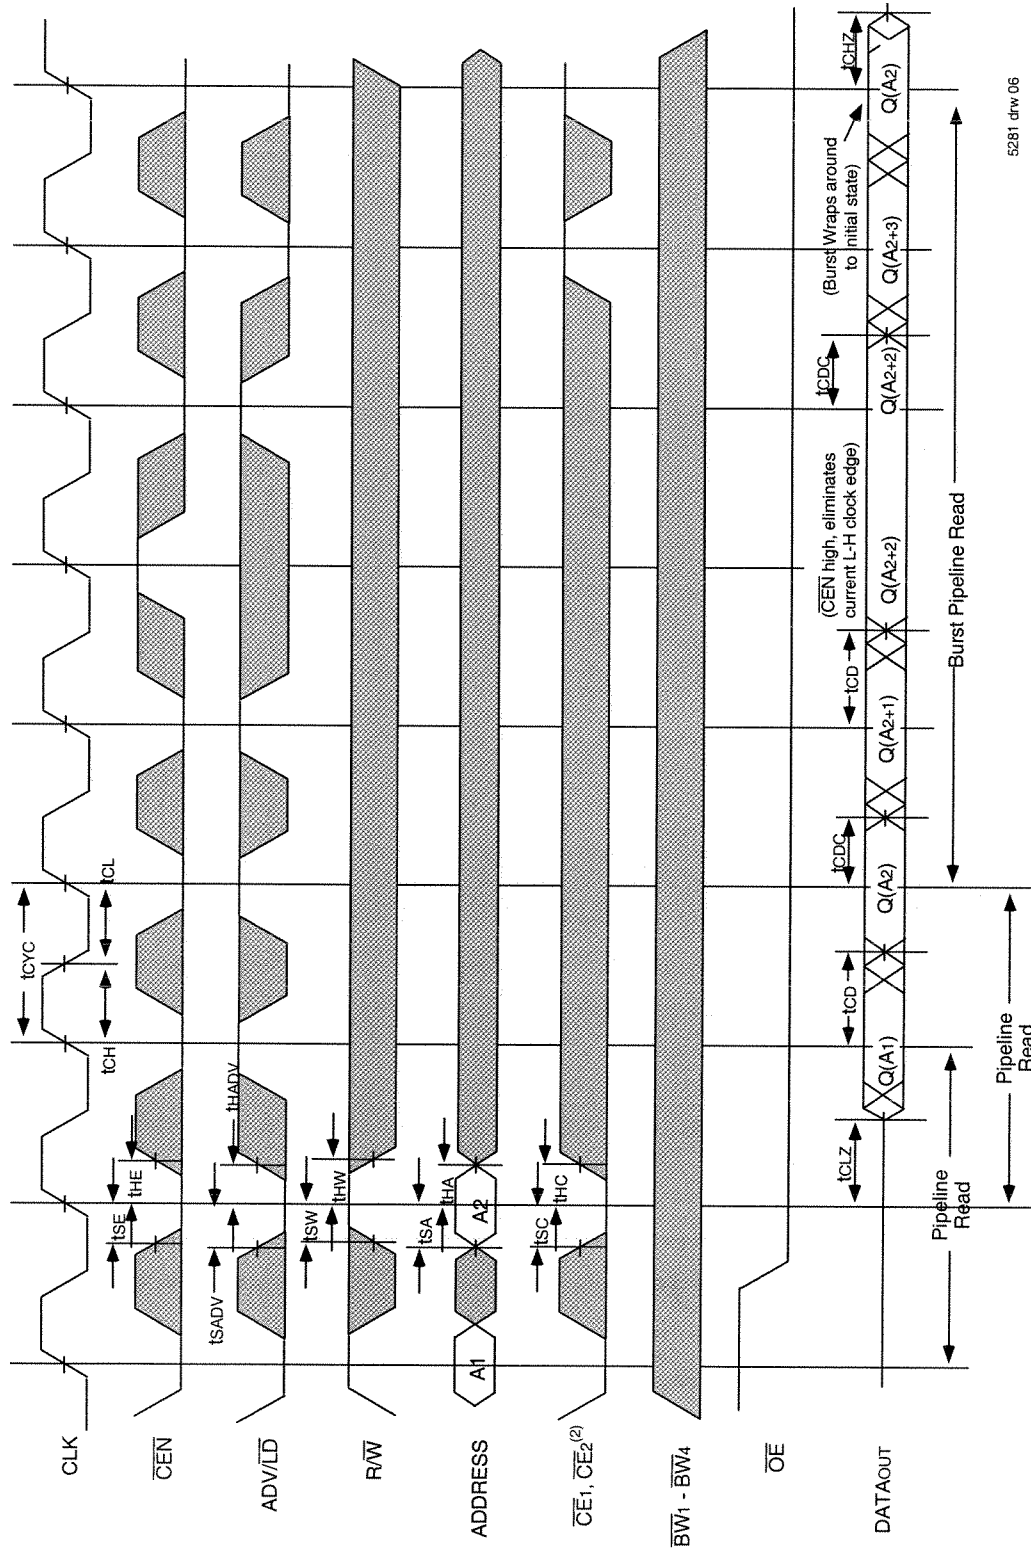 CLK
tCYC
tCH
tCL
CEN
tSE
tHE
ADV/LD
tSADV
tHADV
R/W
tSW
tHW
ADDRESS
A1
A2
tSA
tHA
CE1, CE2(2)
tSC
tHC
BW1 - BW4
OE
(CEN high, eliminates
current L-H clock edge)
(Burst Wraps around
to initial state)
tCLZ
tCD
tCDC
tCD
tCDC
tCHZ
DATAOUT
Q(A1)
Q(A2)
Q(A2+1)
Q(A2+2)
Q(A2+2)
Q(A2+3)
Q(A2)
Pipeline
Read
Pipeline
Read
Burst Pipeline Read
5281 drw 06